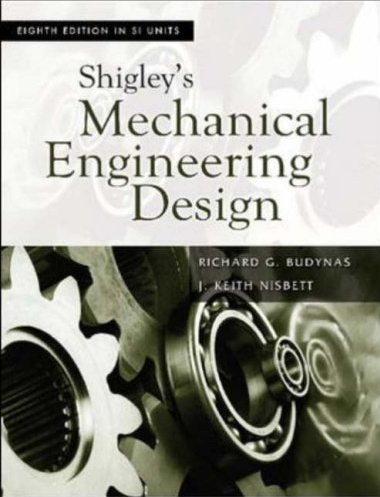 EIGHTH EDITION IN SI UNITS
Shigley's
Mechanical
Engineering
Design
RICHARD G. BUDYNAS
J. KEITH NISBETT